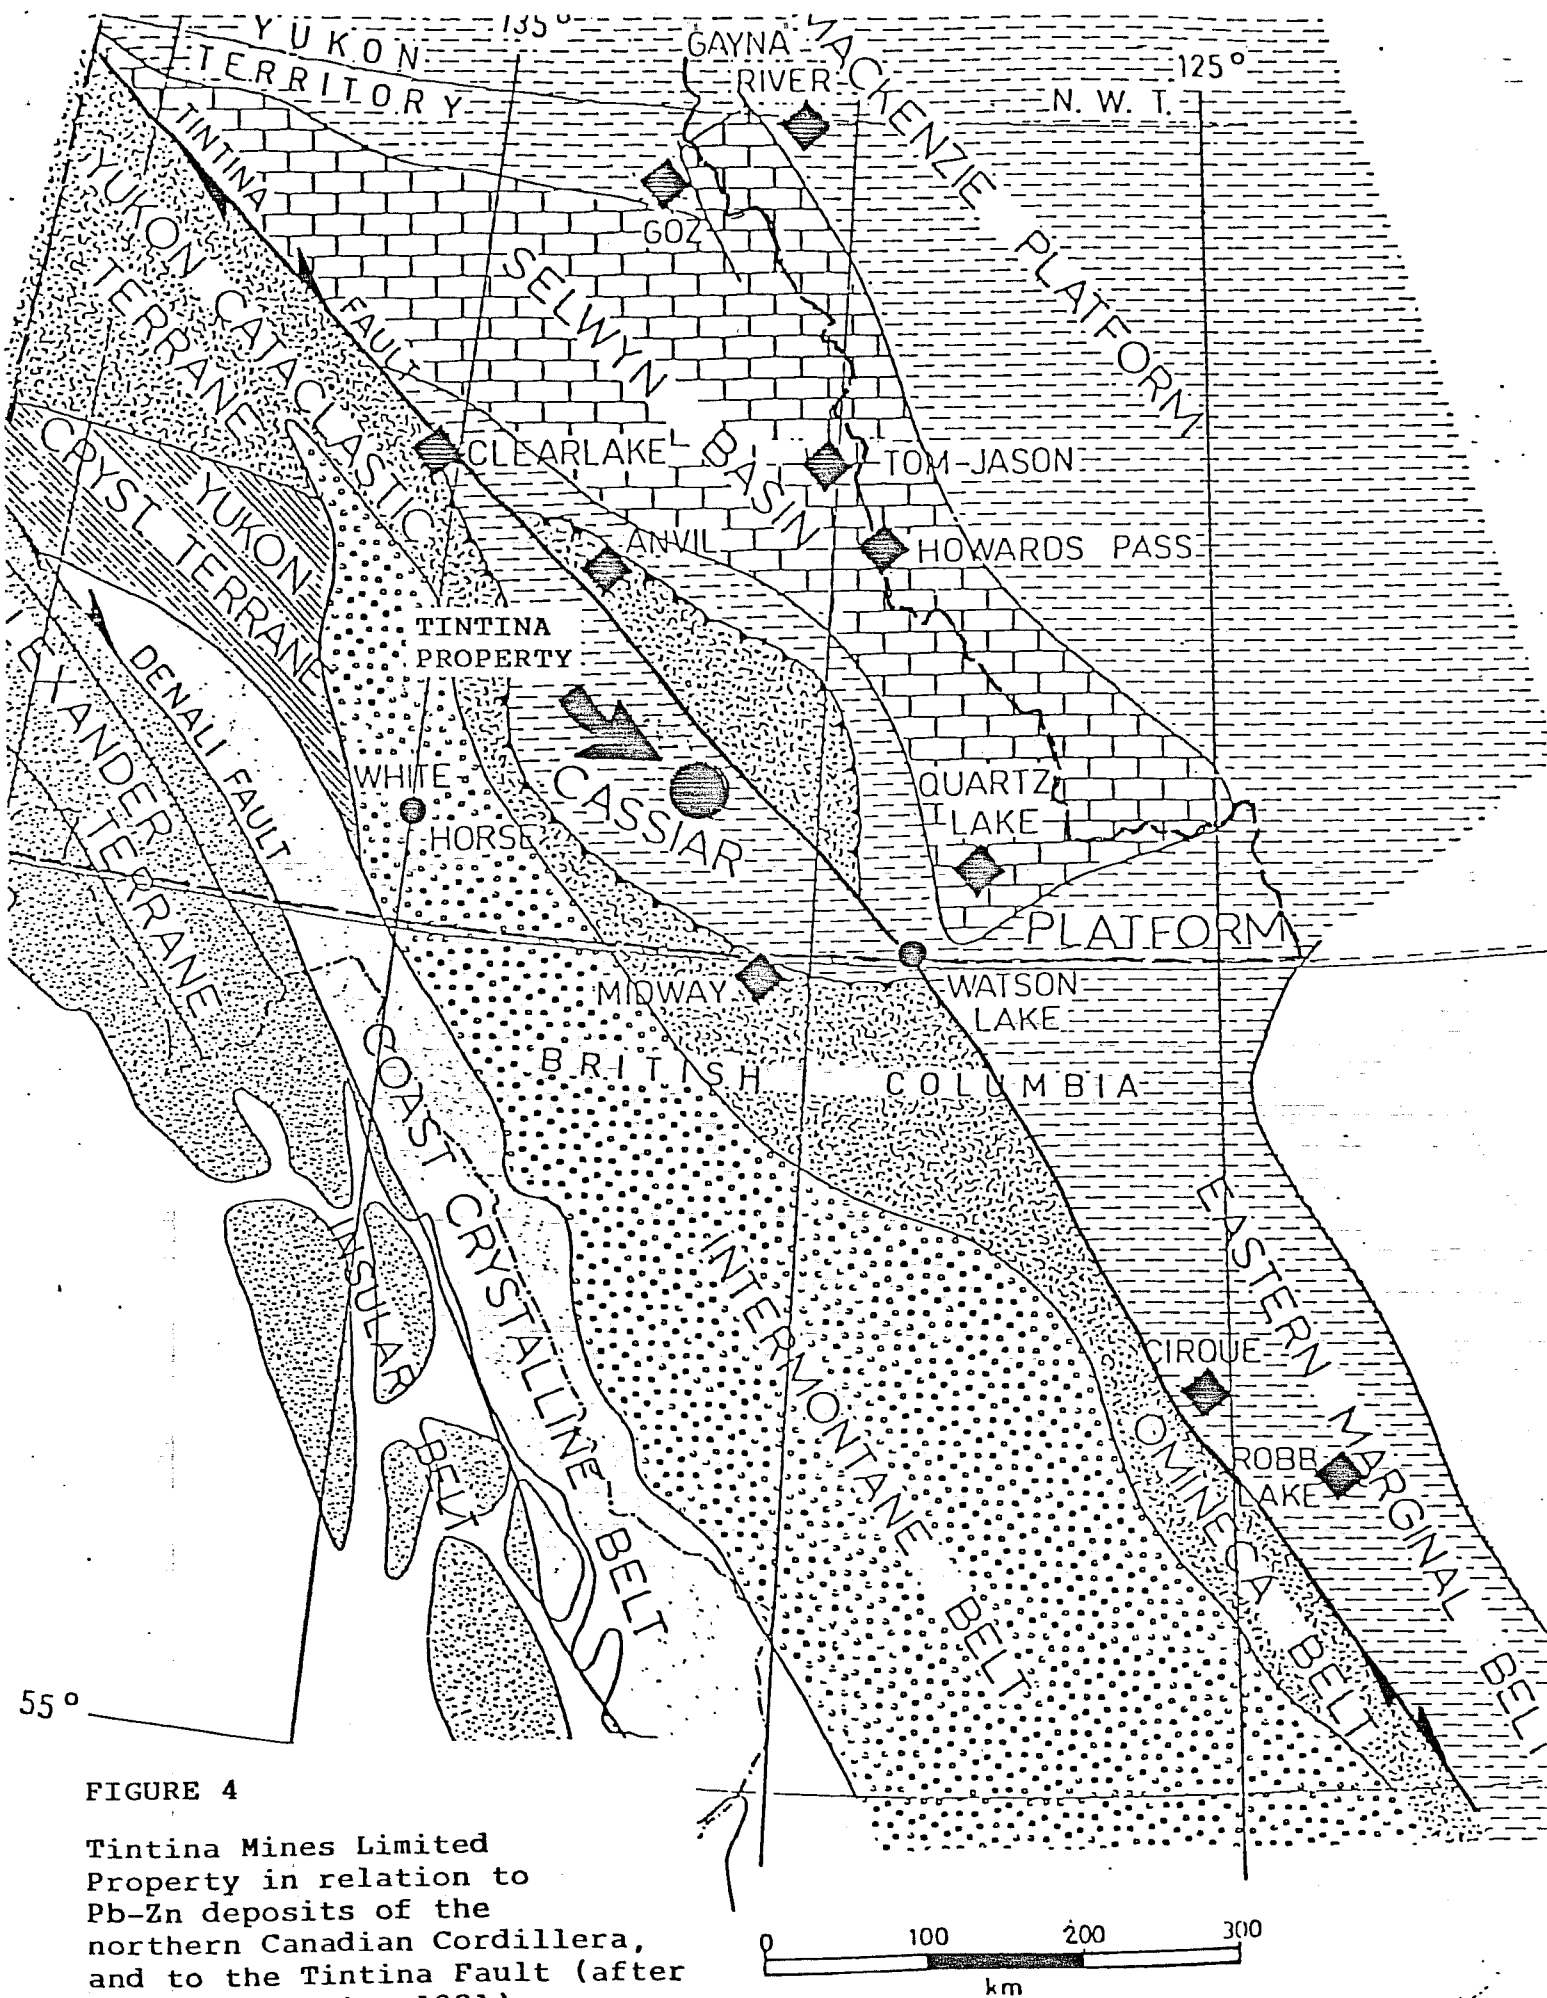 135°
YUKON
TERRITORY
GAYNA
RIVER
MACKENZIE PLATFORM
125°
N. W. T.
TINTINA
FAULT
YUKON CATACLASTIC
TERRANE
GOZ
SELWYN
BASIN
CLEARLAKE
TOM-JASON
YUKON
CRYST TERRANE
ANVIL
HOWARDS PASS
TINTINA
PROPERTY
DENALI FAULT
EXANDER
TERRANE
WHITE
HORSE
CASSIAR
QUARTZ
LAKE
PLATFORM
MIDWAY
WATSON
LAKE
BRITISH COLUMBIA
COAST CRYSTALLINE BELT
INSULAR
BELT
INTERMONTANE BELT
EASTERN MARGINAL BEL
CIRQUE
OMINECA BELT
ROBB
LAKE
55°
FIGURE 4
Tintina Mines Limited
Property in relation to
Pb-Zn deposits of the
northern Canadian Cordillera,
and to the Tintina Fault (after
0 100 200 300
km